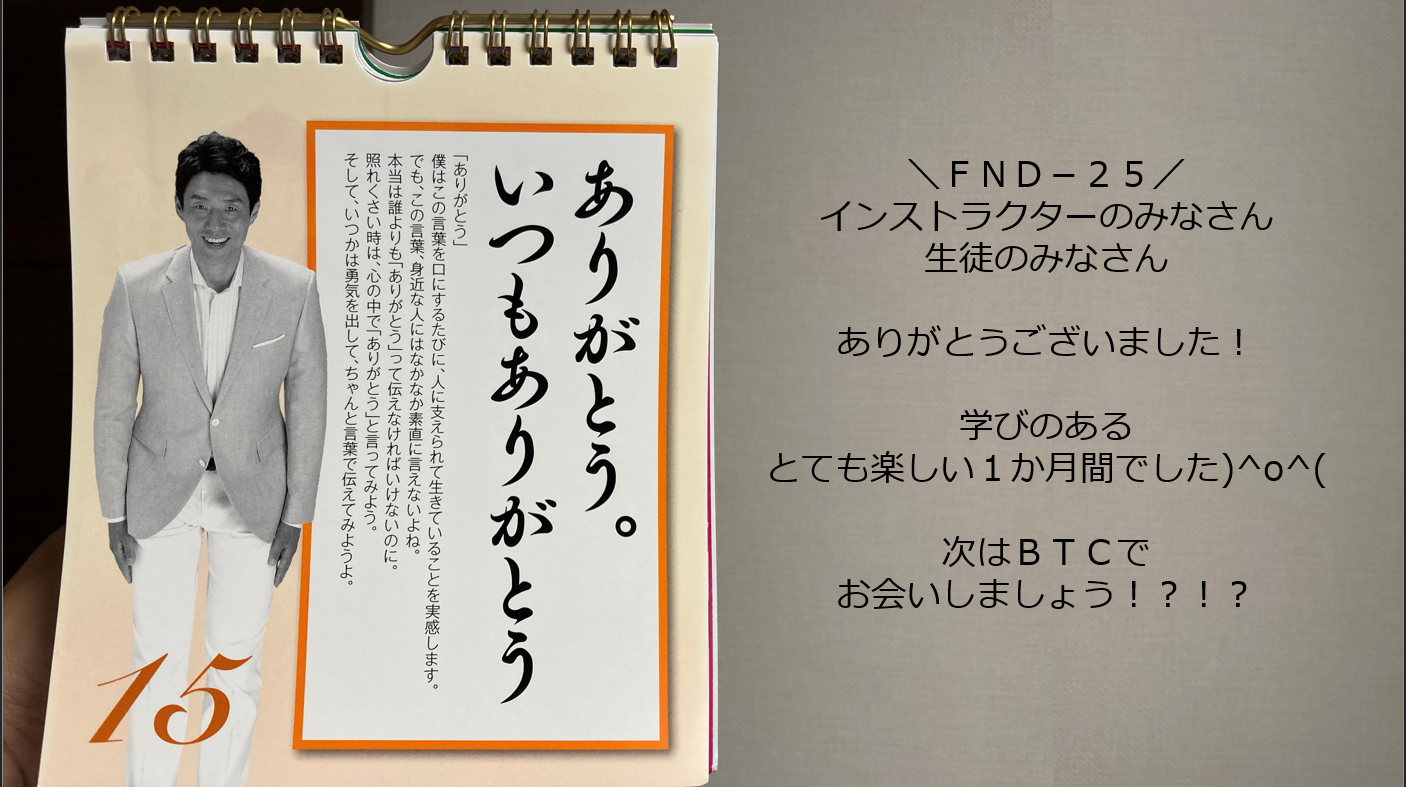 ありがとう。
いつもありがとう
「ありがとう」
僕はこの言葉を口にするたびに、人に支えられて生きていることを実感します。
でも、この言葉、身近な人にはなかなか素直に言えないよね。
本当は誰よりも「ありがとう」って伝えなければいけないのに。
照れくさい時は、心の中で「ありがとう」と言ってみよう。
そして、いつかは勇気を出して、ちゃんと言葉で伝えてみようよ。
15
＼ＦＮＤ－２５／
インストラクターのみなさん
生徒のみなさん
ありがとうございました！
学びのある
とても楽しい１か月間でした)^o^(
次はＢＴＣで
お会いしましょう！？！？